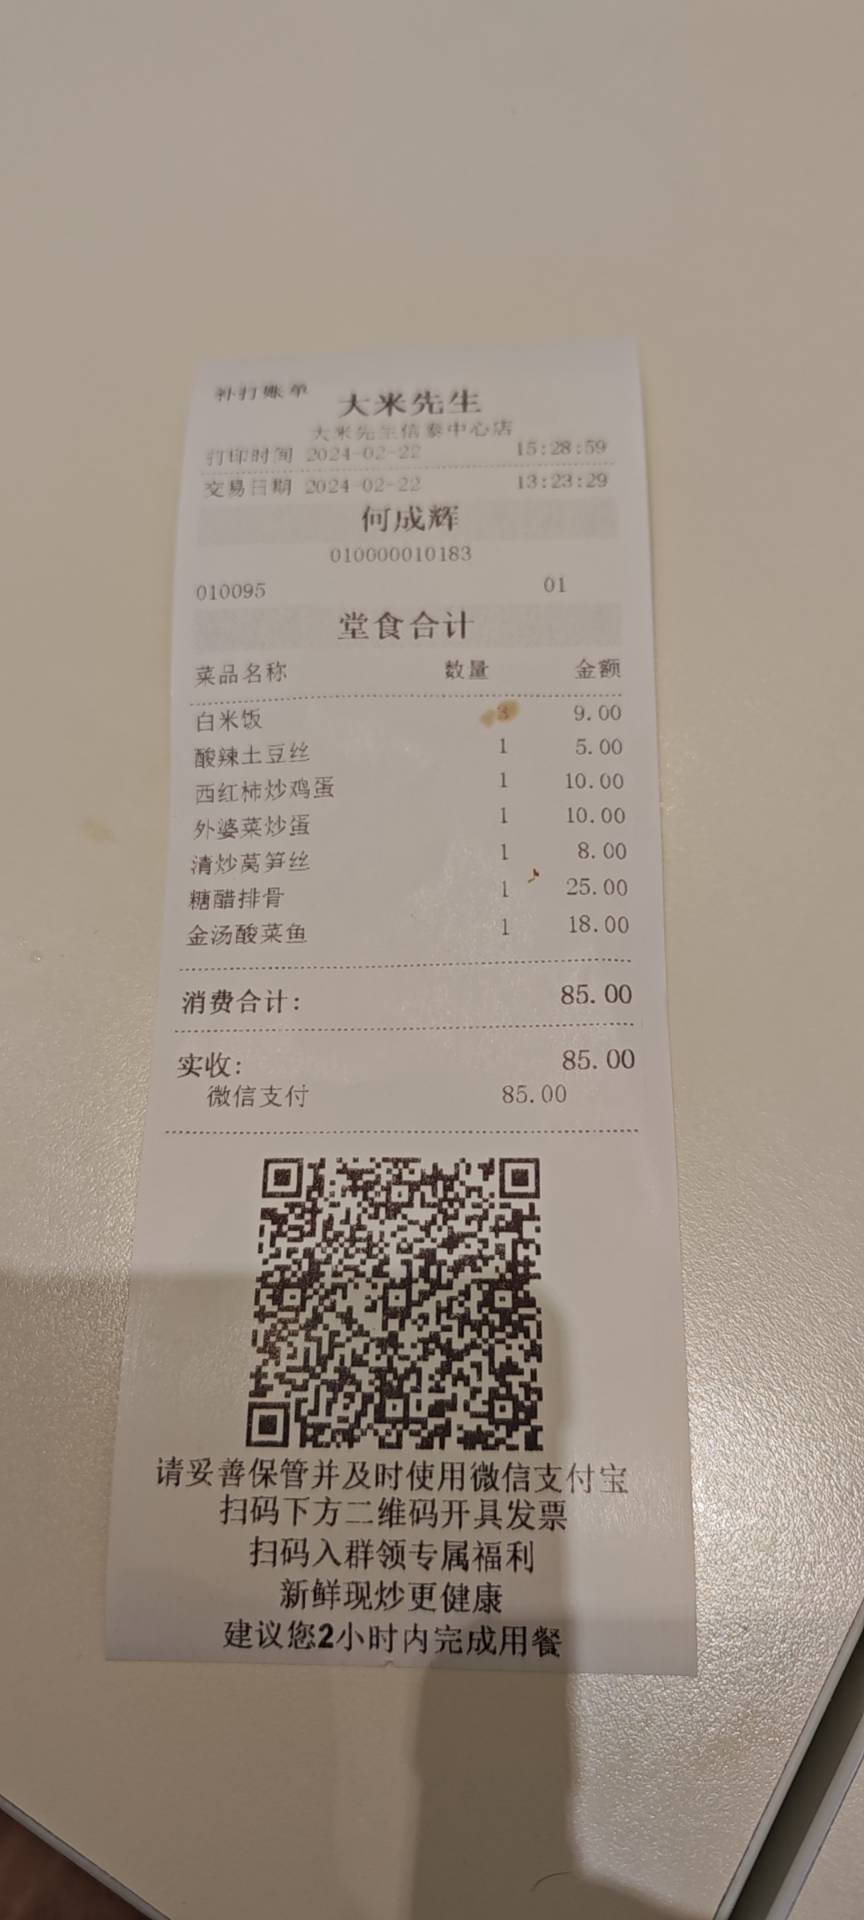 补打账单
大米先生
大米先生信泰中心店
打印时间 2024-02-22 15:28:59
交易日期 2024-02-22 13:23:29
何成辉
010000010183
010095 01
堂食合计
菜品名称 数量 金额
白米饭 3 9.00
酸辣土豆丝 1 5.00
西红柿炒鸡蛋 1 10.00
外婆菜炒蛋 1 10.00
清炒莴笋丝 1 8.00
糖醋排骨 1 25.00
金汤酸菜鱼 1 18.00
消费合计: 85.00
实收: 85.00
微信支付 85.00
请妥善保管并及时使用微信支付宝
扫码下方二维码开具发票
扫码入群领专属福利
新鲜现炒更健康
建议您2小时内完成用餐